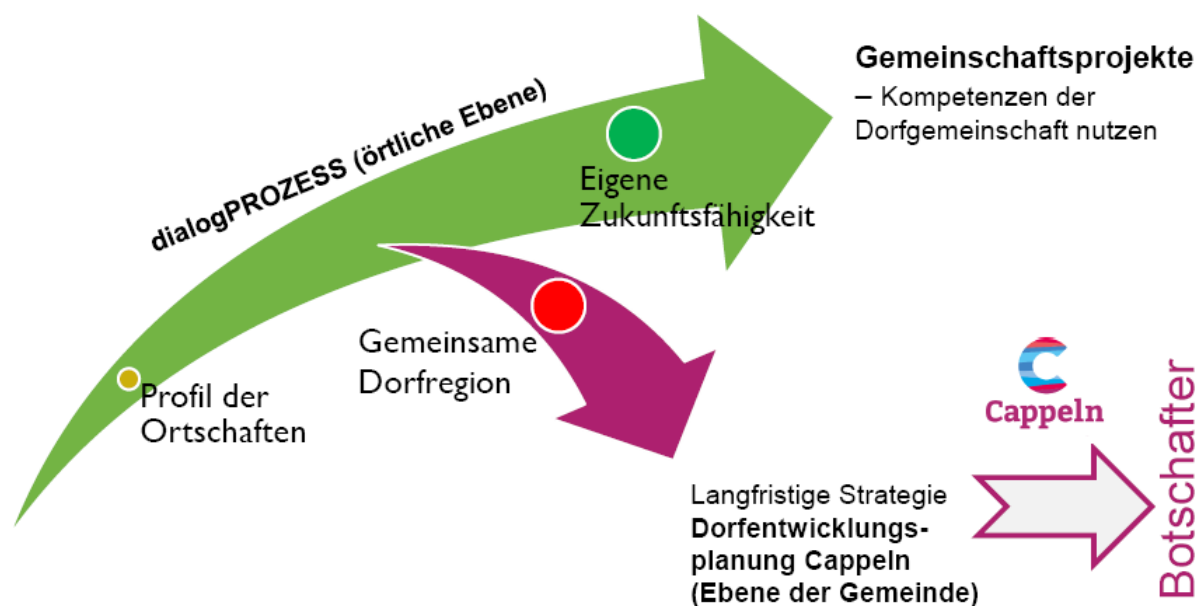 dialogPROZESS (örtliche Ebene)
Gemeinschaftsprojekte
– Kompetenzen der
Dorfgemeinschaft nutzen
Eigene
Zukunftsfähigkeit
Gemeinsame
Dorfregion
Profil der
Ortschaften
Cappeln
Langfristige Strategie
Dorfentwicklungs-
planung Cappeln
(Ebene der Gemeinde)
Botschafter